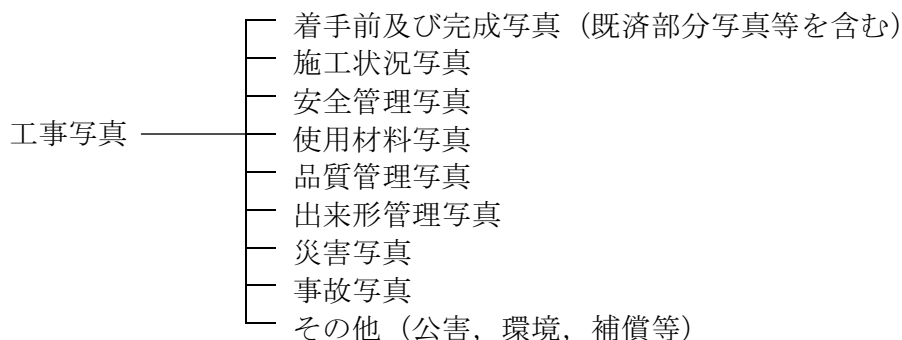 着手前及び完成写真（既済部分写真等を含む）
施工状況写真
安全管理写真
工事写真 使用材料写真
品質管理写真
出来形管理写真
災害写真
事故写真
その他（公害，環境，補償等）